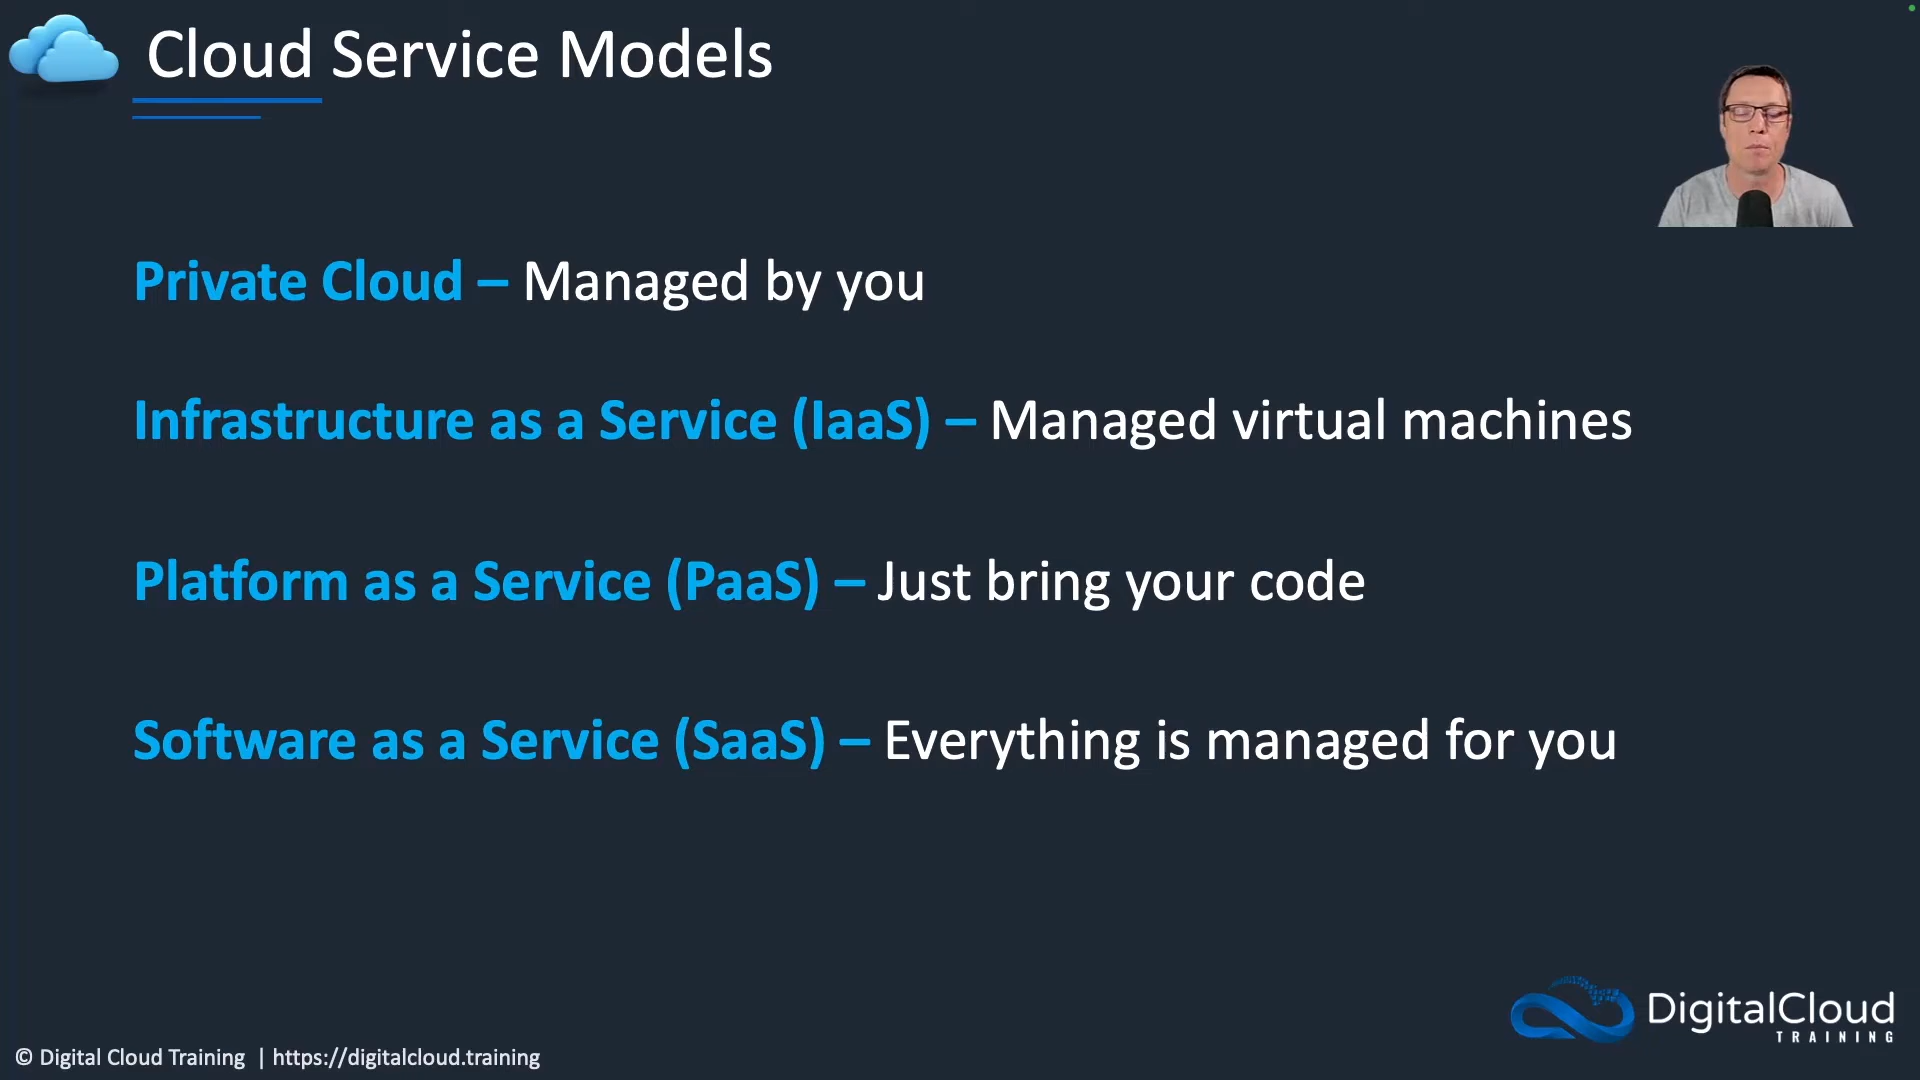 Cloud Service Models
Private Cloud – Managed by you
Infrastructure as a Service (IaaS) – Managed virtual machines
Platform as a Service (PaaS) – Just bring your code
Software as a Service (SaaS) – Everything is managed for you
DigitalCloud
TRAINING
© Digital Cloud Training | https://digitalcloud.training